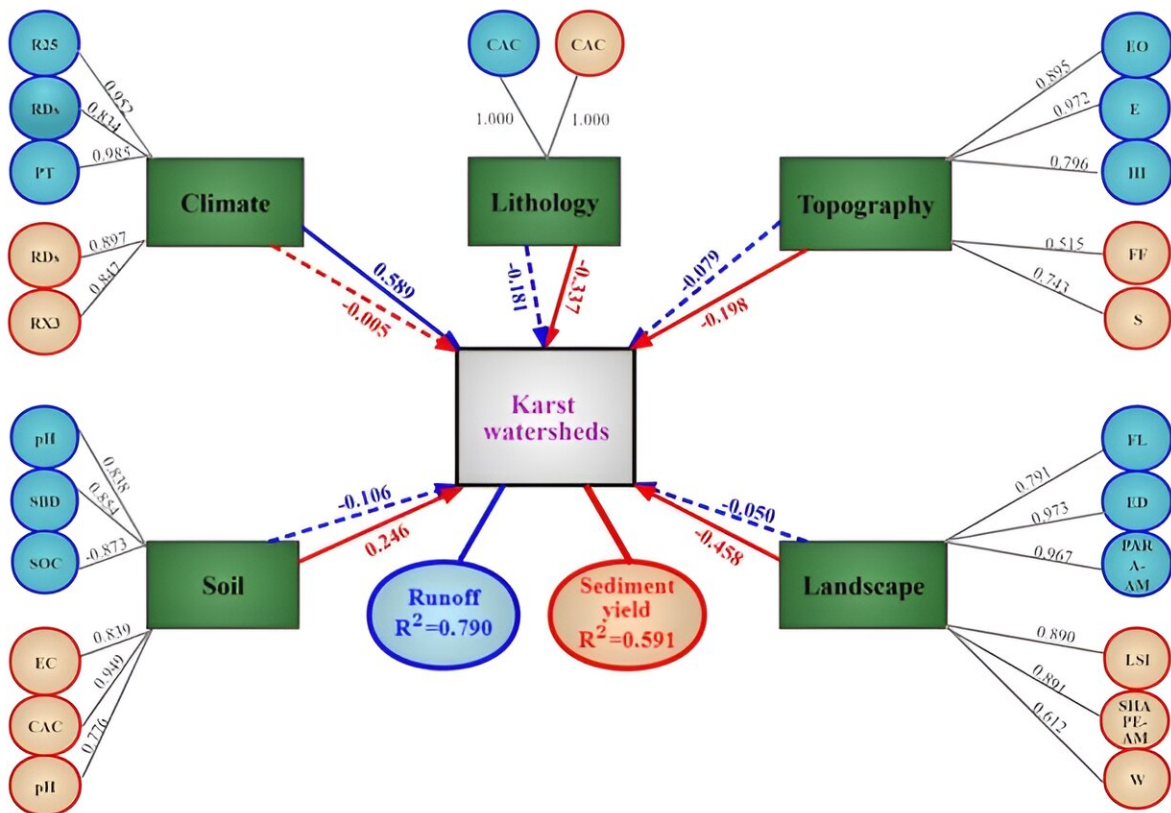 R25
RDs
PT
0.952
0.834
0.985
RDs
RX3
0.897
0.847
Climate
CAC
CAC
1.000
1.000
Lithology
EO
E
HI
0.895
0.972
0.796
FF
S
0.515
0.743
Topography
0.589
-0.005
-0.181
-0.337
-0.079
-0.198
Karst
watersheds
pH
SBD
SOC
0.838
0.854
-0.873
EC
CAC
pH
0.839
0.949
0.776
Soil
-0.106
0.246
Runoff
R²=0.790
Sediment
yield
R²=0.591
-0.050
-0.458
Landscape
FL
ED
PAR
A-
AM
0.791
0.973
0.967
LSI
SHA
PE-
AM
W
0.890
0.891
0.612